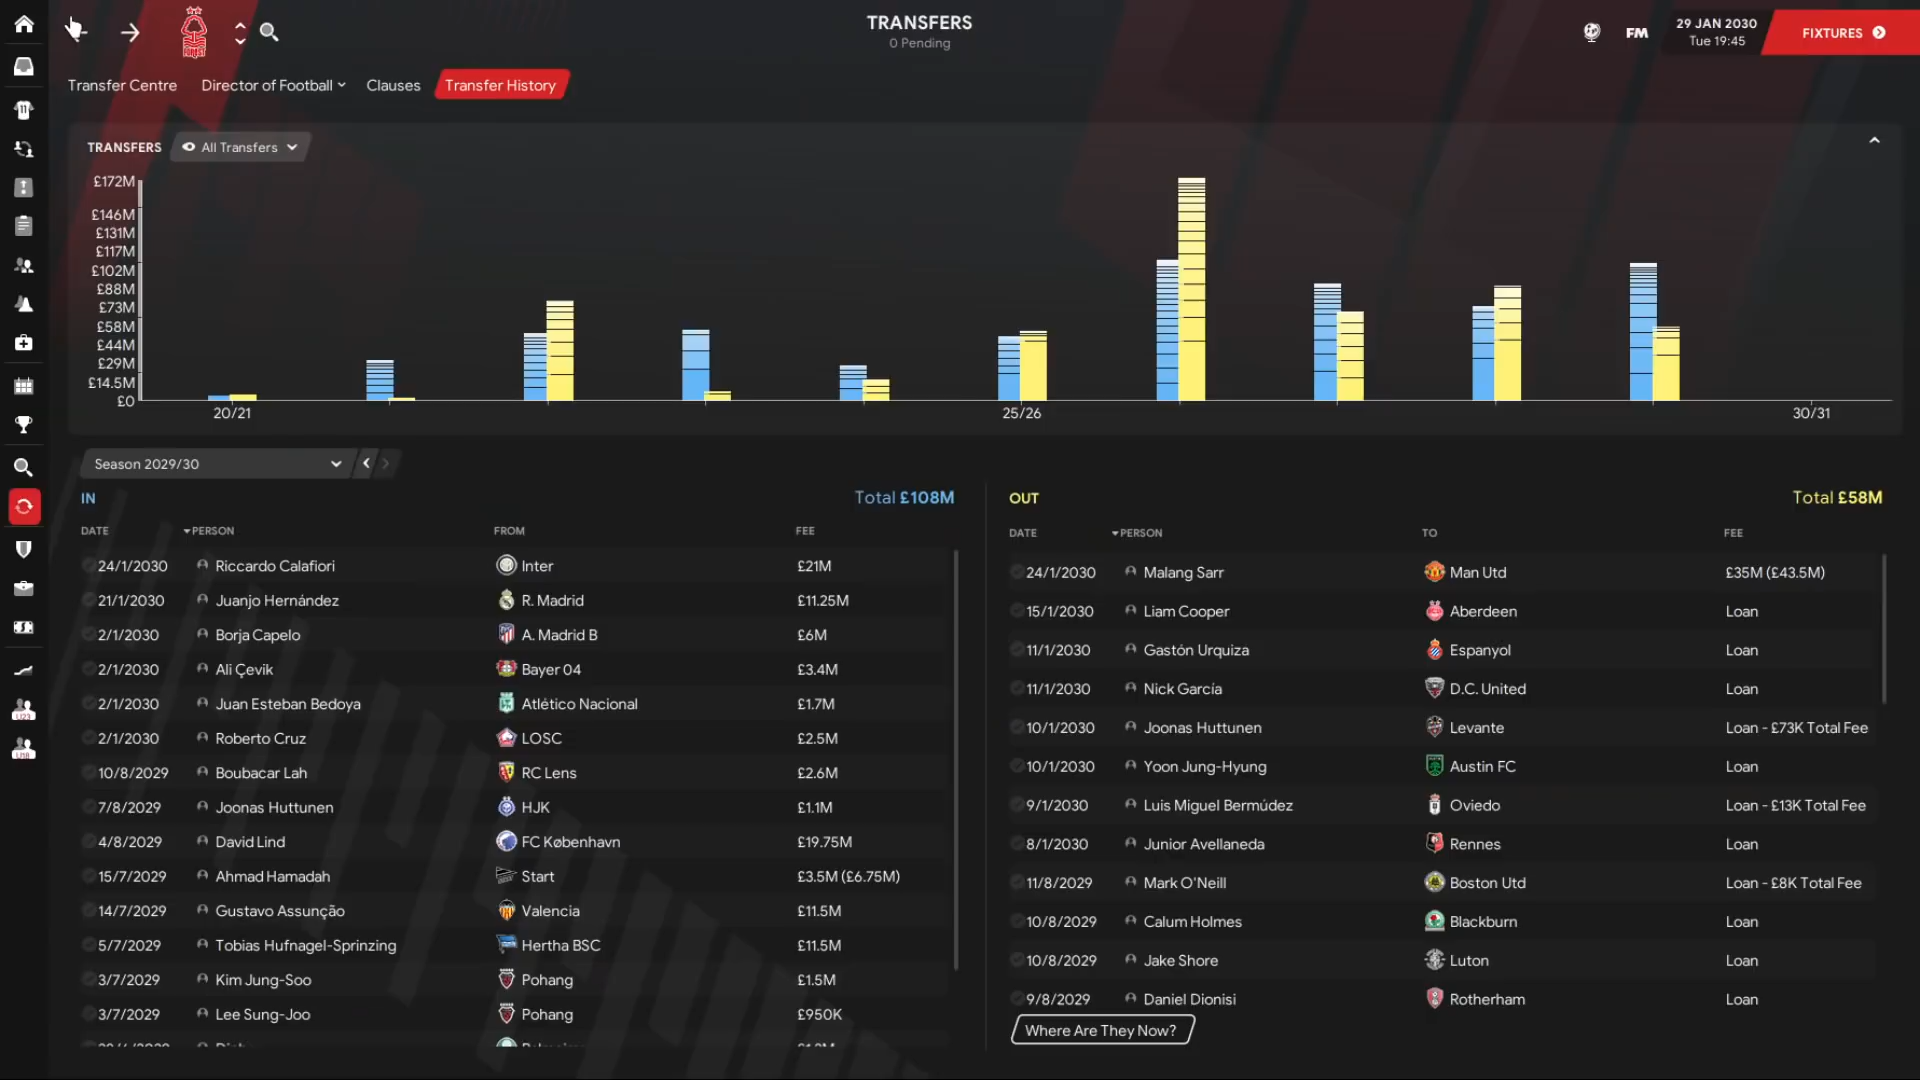 TRANSFERS
0 Pending
FM
29 JAN 2030
Tue 19:45
FIXTURES
FOREST
Transfer Centre
Director of Football
Clauses
Transfer History
TRANSFERS
All Transfers
£172M
£146M
£131M
£117M
£102M
£88M
£73M
£58M
£44M
£29M
£14.5M
£0
20/21
25/26
30/31
Season 2029/30
IN Total £108M
DATE PERSON FROM FEE
24/1/2030 Riccardo Calafiori Inter £21M
21/1/2030 Juanjo Hernández R. Madrid £11.25M
2/1/2030 Borja Capelo A. Madrid B £6M
2/1/2030 Ali Çevik Bayer 04 £3.4M
2/1/2030 Juan Esteban Bedoya Atlético Nacional £1.7M
2/1/2030 Roberto Cruz LOSC £2.5M
10/8/2029 Boubacar Lah RC Lens £2.6M
7/8/2029 Joonas Huttunen HJK £1.1M
4/8/2029 David Lind FC København £19.75M
15/7/2029 Ahmad Hamadah Start £3.5M (£6.75M)
14/7/2029 Gustavo Assunção Valencia £11.5M
5/7/2029 Tobias Hufnagel-Sprinzing Hertha BSC £11.5M
3/7/2029 Kim Jung-Soo Pohang £1.5M
3/7/2029 Lee Sung-Joo Pohang £950K
OUT Total £58M
DATE PERSON TO FEE
24/1/2030 Malang Sarr Man Utd £35M (£43.5M)
15/1/2030 Liam Cooper Aberdeen Loan
11/1/2030 Gastón Urquiza Espanyol Loan
11/1/2030 Nick García D.C. United Loan
10/1/2030 Joonas Huttunen Levante Loan - £73K Total Fee
10/1/2030 Yoon Jung-Hyung Austin FC Loan
9/1/2030 Luis Miguel Bermúdez Oviedo Loan - £13K Total Fee
8/1/2030 Junior Avellaneda Rennes Loan
11/8/2029 Mark O'Neill Boston Utd Loan - £8K Total Fee
10/8/2029 Calum Holmes Blackburn Loan
10/8/2029 Jake Shore Luton Loan
9/8/2029 Daniel Dionisi Rotherham Loan
Where Are They Now?
11
U23
U18